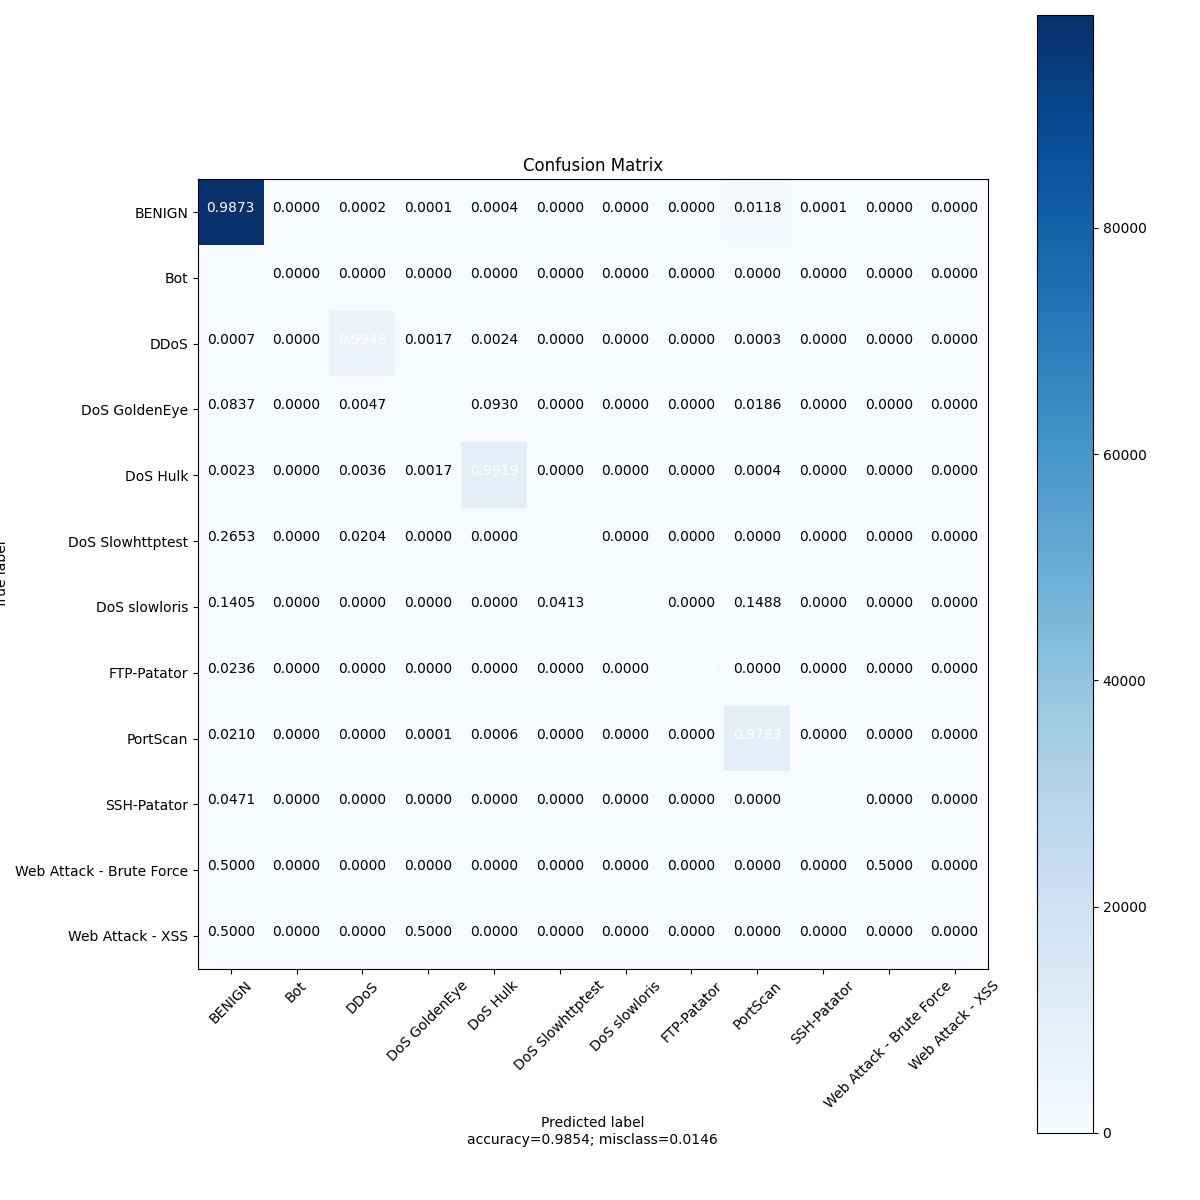 Confusion Matrix
True label
BENIGN 0.9873 0.0000 0.0002 0.0001 0.0004 0.0000 0.0000 0.0000 0.0118 0.0001 0.0000 0.0000
Bot 1.0000 0.0000 0.0000 0.0000 0.0000 0.0000 0.0000 0.0000 0.0000 0.0000 0.0000 0.0000
DDoS 0.0007 0.0000 0.9948 0.0017 0.0024 0.0000 0.0000 0.0000 0.0003 0.0000 0.0000 0.0000
DoS GoldenEye 0.0837 0.0000 0.0047 0.8000 0.0930 0.0000 0.0000 0.0000 0.0186 0.0000 0.0000 0.0000
DoS Hulk 0.0023 0.0000 0.0036 0.0017 0.9919 0.0000 0.0000 0.0000 0.0004 0.0000 0.0000 0.0000
DoS Slowhttptest 0.2653 0.0000 0.0204 0.0000 0.0000 0.7143 0.0000 0.0000 0.0000 0.0000 0.0000 0.0000
DoS slowloris 0.1405 0.0000 0.0000 0.0000 0.0000 0.0413 0.6694 0.0000 0.1488 0.0000 0.0000 0.0000
FTP-Patator 0.0236 0.0000 0.0000 0.0000 0.0000 0.0000 0.0000 0.9764 0.0000 0.0000 0.0000 0.0000
PortScan 0.0210 0.0000 0.0000 0.0001 0.0006 0.0000 0.0000 0.0000 0.9783 0.0000 0.0000 0.0000
SSH-Patator 0.0471 0.0000 0.0000 0.0000 0.0000 0.0000 0.0000 0.0000 0.0000 0.9529 0.0000 0.0000
Web Attack - Brute Force 0.5000 0.0000 0.0000 0.0000 0.0000 0.0000 0.0000 0.0000 0.0000 0.0000 0.5000 0.0000
Web Attack - XSS 0.5000 0.0000 0.0000 0.5000 0.0000 0.0000 0.0000 0.0000 0.0000 0.0000 0.0000 0.0000
BENIGN
Bot
DDoS
DoS GoldenEye
DoS Hulk
DoS Slowhttptest
DoS slowloris
FTP-Patator
PortScan
SSH-Patator
Web Attack - Brute Force
Web Attack - XSS
Predicted label
accuracy=0.9854; misclass=0.0146
80000
60000
40000
20000
0